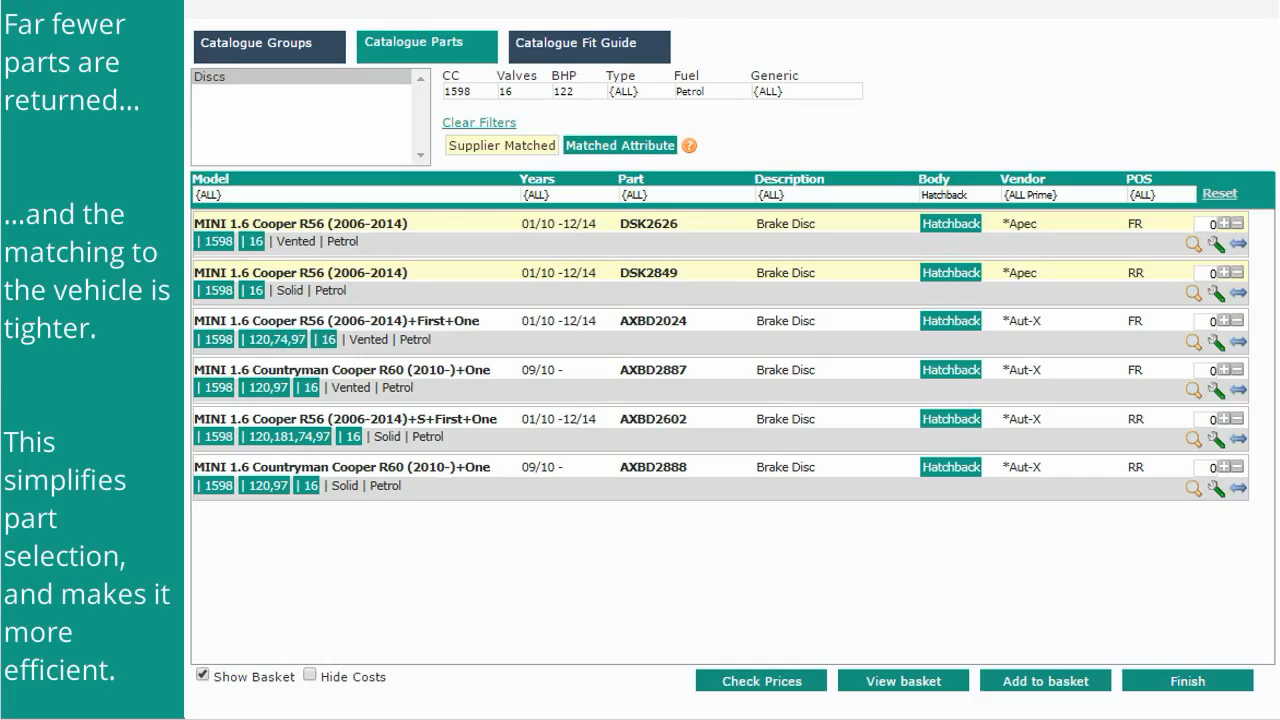 Far fewer
parts are
returned...
...and the
matching to
the vehicle is
tighter.
This
simplifies
part
selection,
and makes it
more
efficient.
Catalogue Groups
Catalogue Parts
Catalogue Fit Guide
Discs
CC Valves BHP Type Fuel Generic
1598 16 122 {ALL} Petrol {ALL}
Clear Filters
Supplier Matched Matched Attribute ?
Model Years Part Description Body Vendor POS
{ALL} {ALL} {ALL} {ALL} Hatchback {ALL Prime} {ALL} Reset
MINI 1.6 Cooper R56 (2006-2014) 01/10 -12/14 DSK2626 Brake Disc Hatchback *Apec FR 0
| 1598 | 16 | Vented | Petrol
MINI 1.6 Cooper R56 (2006-2014) 01/10 -12/14 DSK2849 Brake Disc Hatchback *Apec RR 0
| 1598 | 16 | Solid | Petrol
MINI 1.6 Cooper R56 (2006-2014)+First+One 01/10 -12/14 AXBD2024 Brake Disc Hatchback *Aut-X FR 0
| 1598 | 120,74,97 | 16 | Vented | Petrol
MINI 1.6 Countryman Cooper R60 (2010-)+One 09/10 - AXBD2887 Brake Disc Hatchback *Aut-X FR 0
| 1598 | 120,97 | 16 | Vented | Petrol
MINI 1.6 Cooper R56 (2006-2014)+S+First+One 01/10 -12/14 AXBD2602 Brake Disc Hatchback *Aut-X RR 0
| 1598 | 120,181,74,97 | 16 | Solid | Petrol
MINI 1.6 Countryman Cooper R60 (2010-)+One 09/10 - AXBD2888 Brake Disc Hatchback *Aut-X RR 0
| 1598 | 120,97 | 16 | Solid | Petrol
Show Basket Hide Costs
Check Prices View basket Add to basket Finish